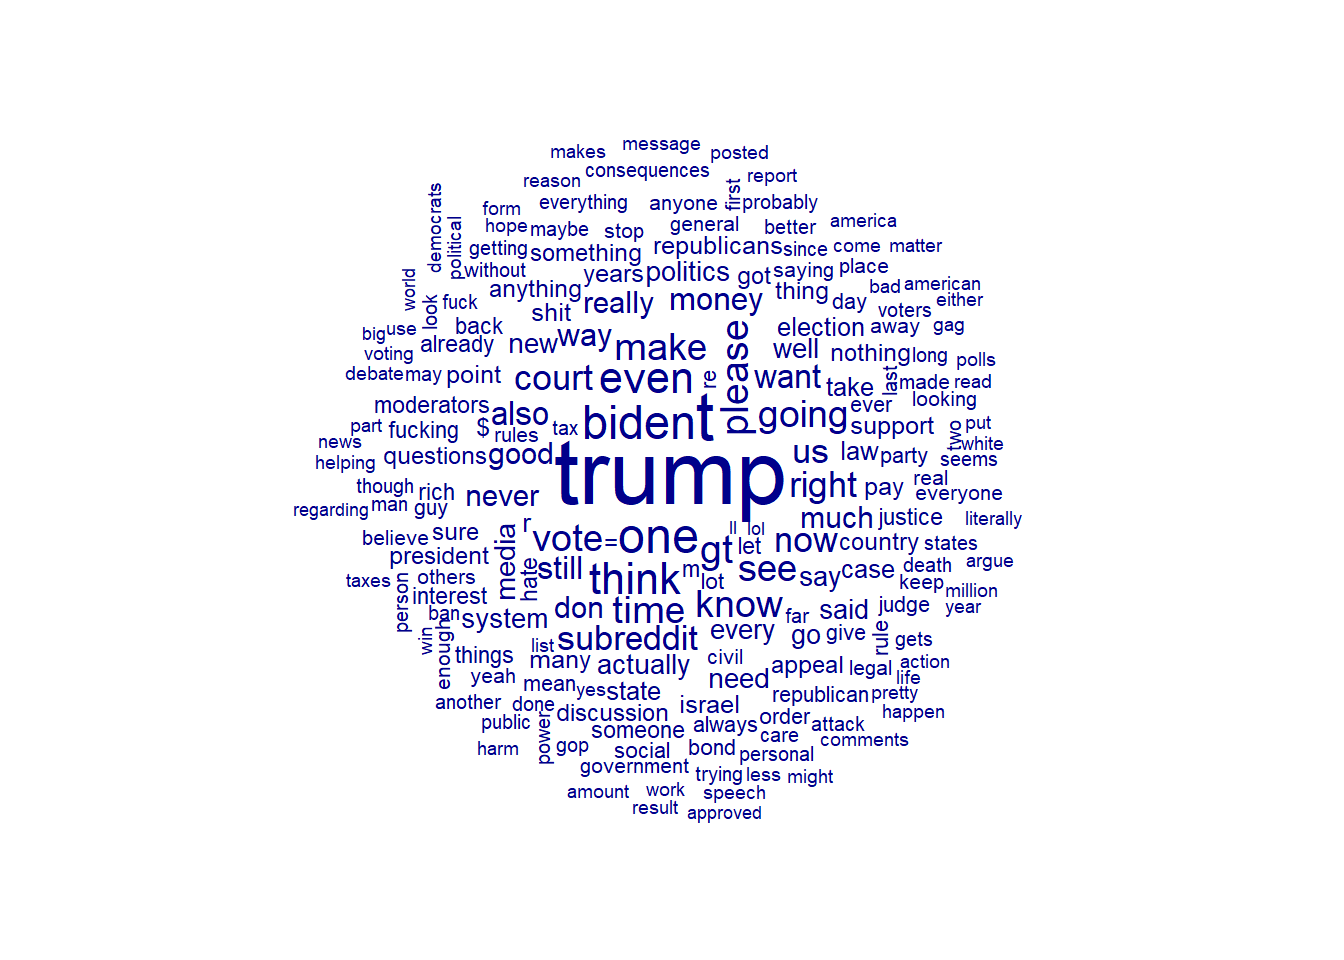 makes message posted
reason consequences first report
democrats form everything anyone probably
political hope maybe stop general better america
getting something republicans since come matter
world without years politics got saying place
look fuck anything really money thing day bad american
big use shit voters either
back way please election away gag
voting already new make well nothing long polls
debate may point court even re want take last made read
moderators also biden t going ever looking
part fucking $ rules tax support two put
news white
helping questions good trump us law party seems
though rich never right pay real everyone
regarding man guy r much justice literally
believe sure media vote = one gt ll lol let now country states
president hate still think m see say case death argue
taxes person others interest lot keep million
win ban system don time know far said judge year
enough list subreddit every go give rule gets
things many actually civil appeal legal action
yeah mean yes state need life
another done israel republican pretty
public power discussion someone always order attack happen
harm gop social bond care personal comments
government trying less might
amount work speech
result approved